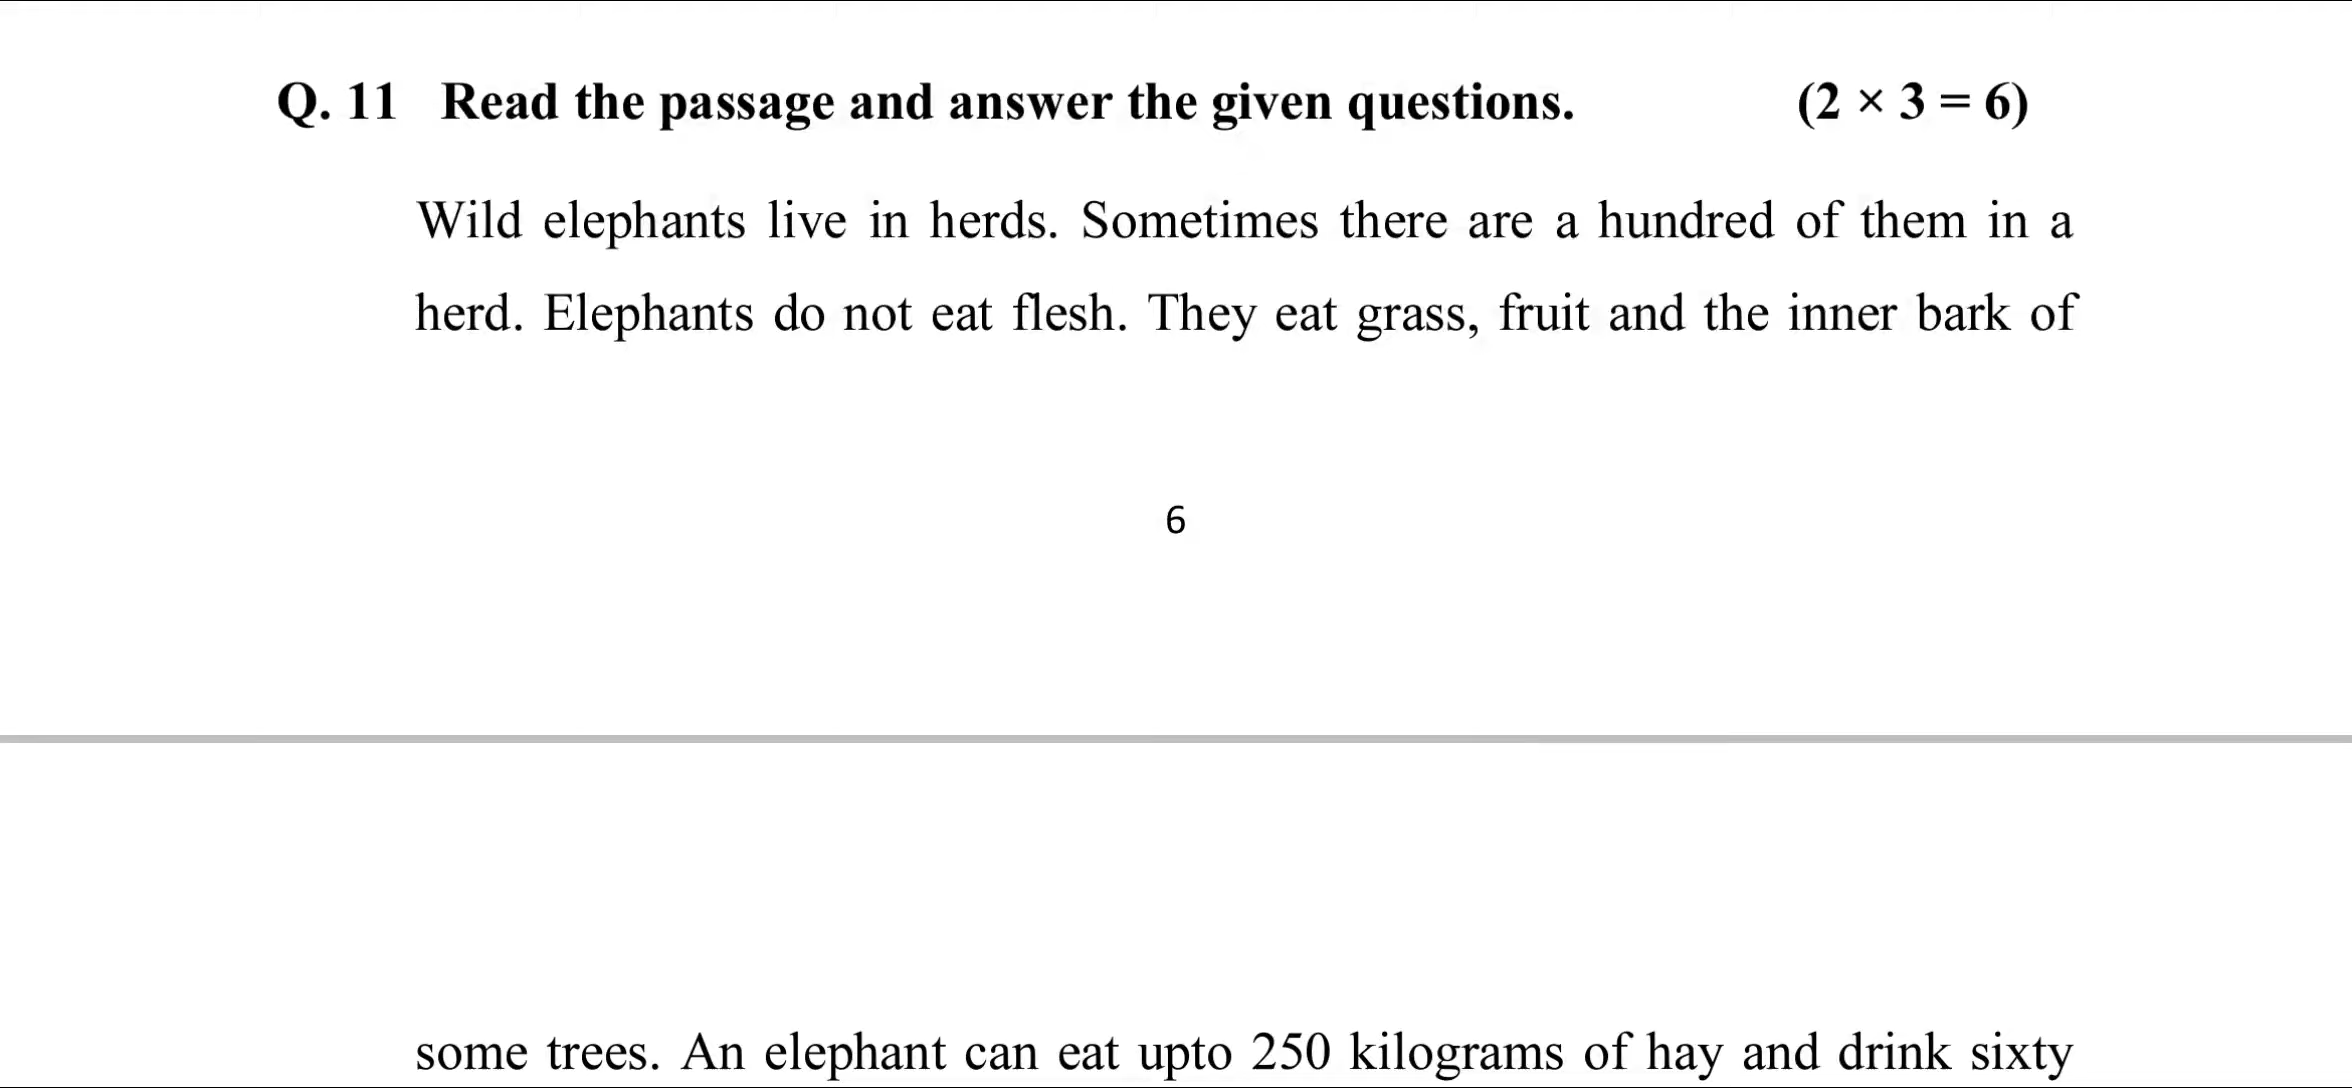 Q. 11 Read the passage and answer the given questions. (2 × 3 = 6)
Wild elephants live in herds. Sometimes there are a hundred of them in a
herd. Elephants do not eat flesh. They eat grass, fruit and the inner bark of
6
some trees. An elephant can eat upto 250 kilograms of hay and drink sixty